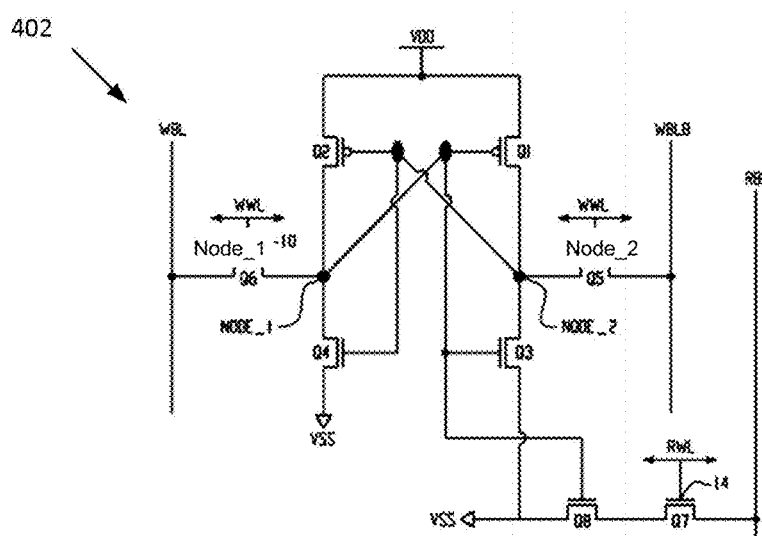 402
VDD
WBL
Q2
Q1
WBLB
RB
WWL
WWL
Node_1
-10
Node_2
Q6
Q5
NODE_1
NODE_2
Q4
Q3
VSS
RWL
14
VSS
Q8
Q7